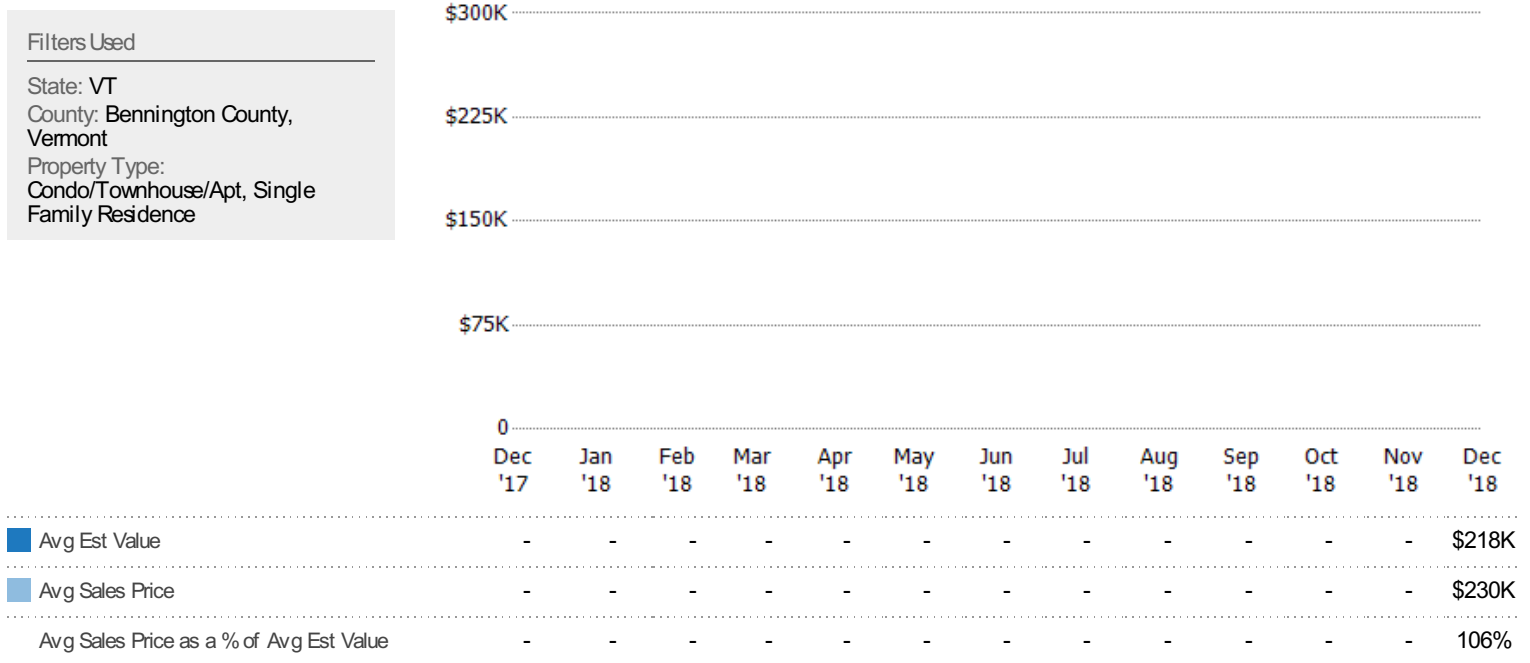 Filters Used
State: VT
County: Bennington County,
Vermont
Property Type:
Condo/Townhouse/Apt, Single
Family Residence
$300K
$225K
$150K
$75K
0
Dec Jan Feb Mar Apr May Jun Jul Aug Sep Oct Nov Dec
'17 '18 '18 '18 '18 '18 '18 '18 '18 '18 '18 '18 '18
Avg Est Value - - - - - - - - - - - - $218K
Avg Sales Price - - - - - - - - - - - - $230K
Avg Sales Price as a % of Avg Est Value - - - - - - - - - - - - 106%